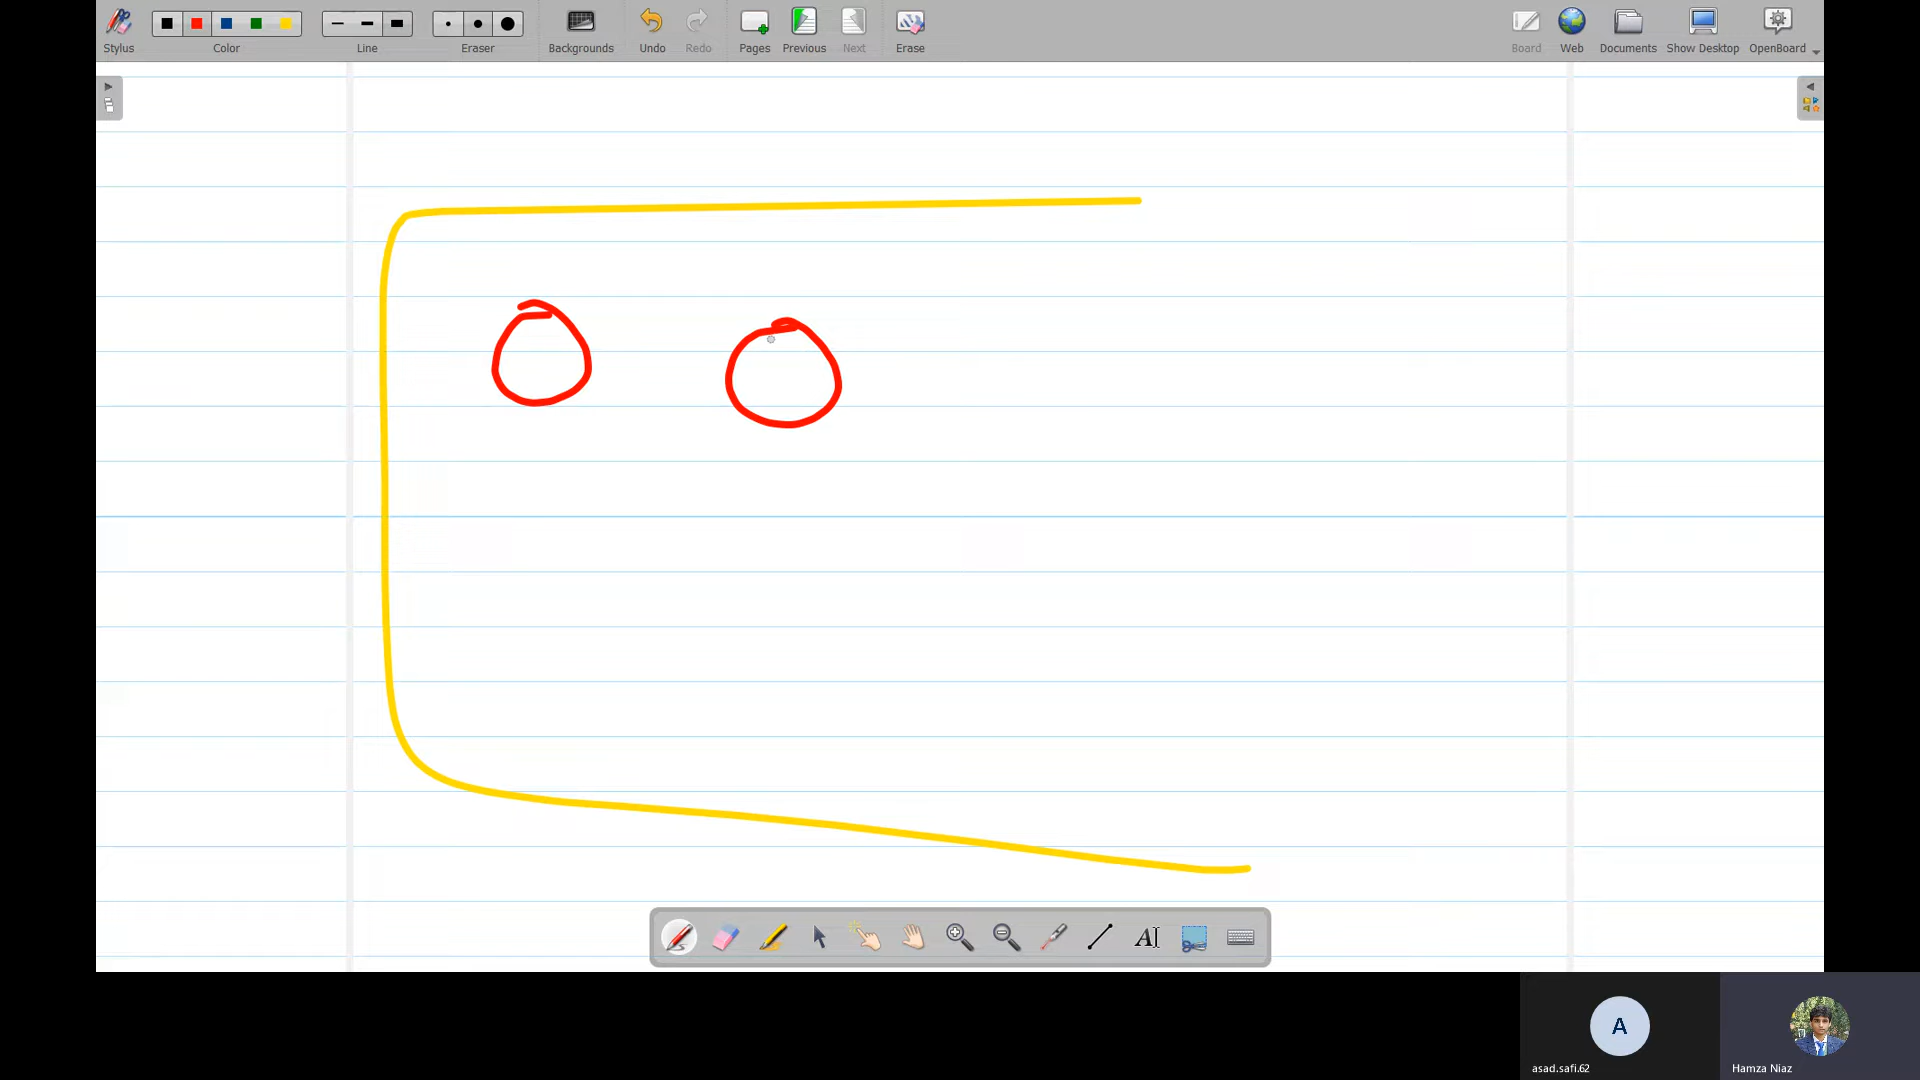 Stylus Color Line Eraser Backgrounds Undo Redo Pages Previous Next Erase Board Web Documents Show Desktop OpenBoard
AI
A
asad.safi.62 Hamza Niaz